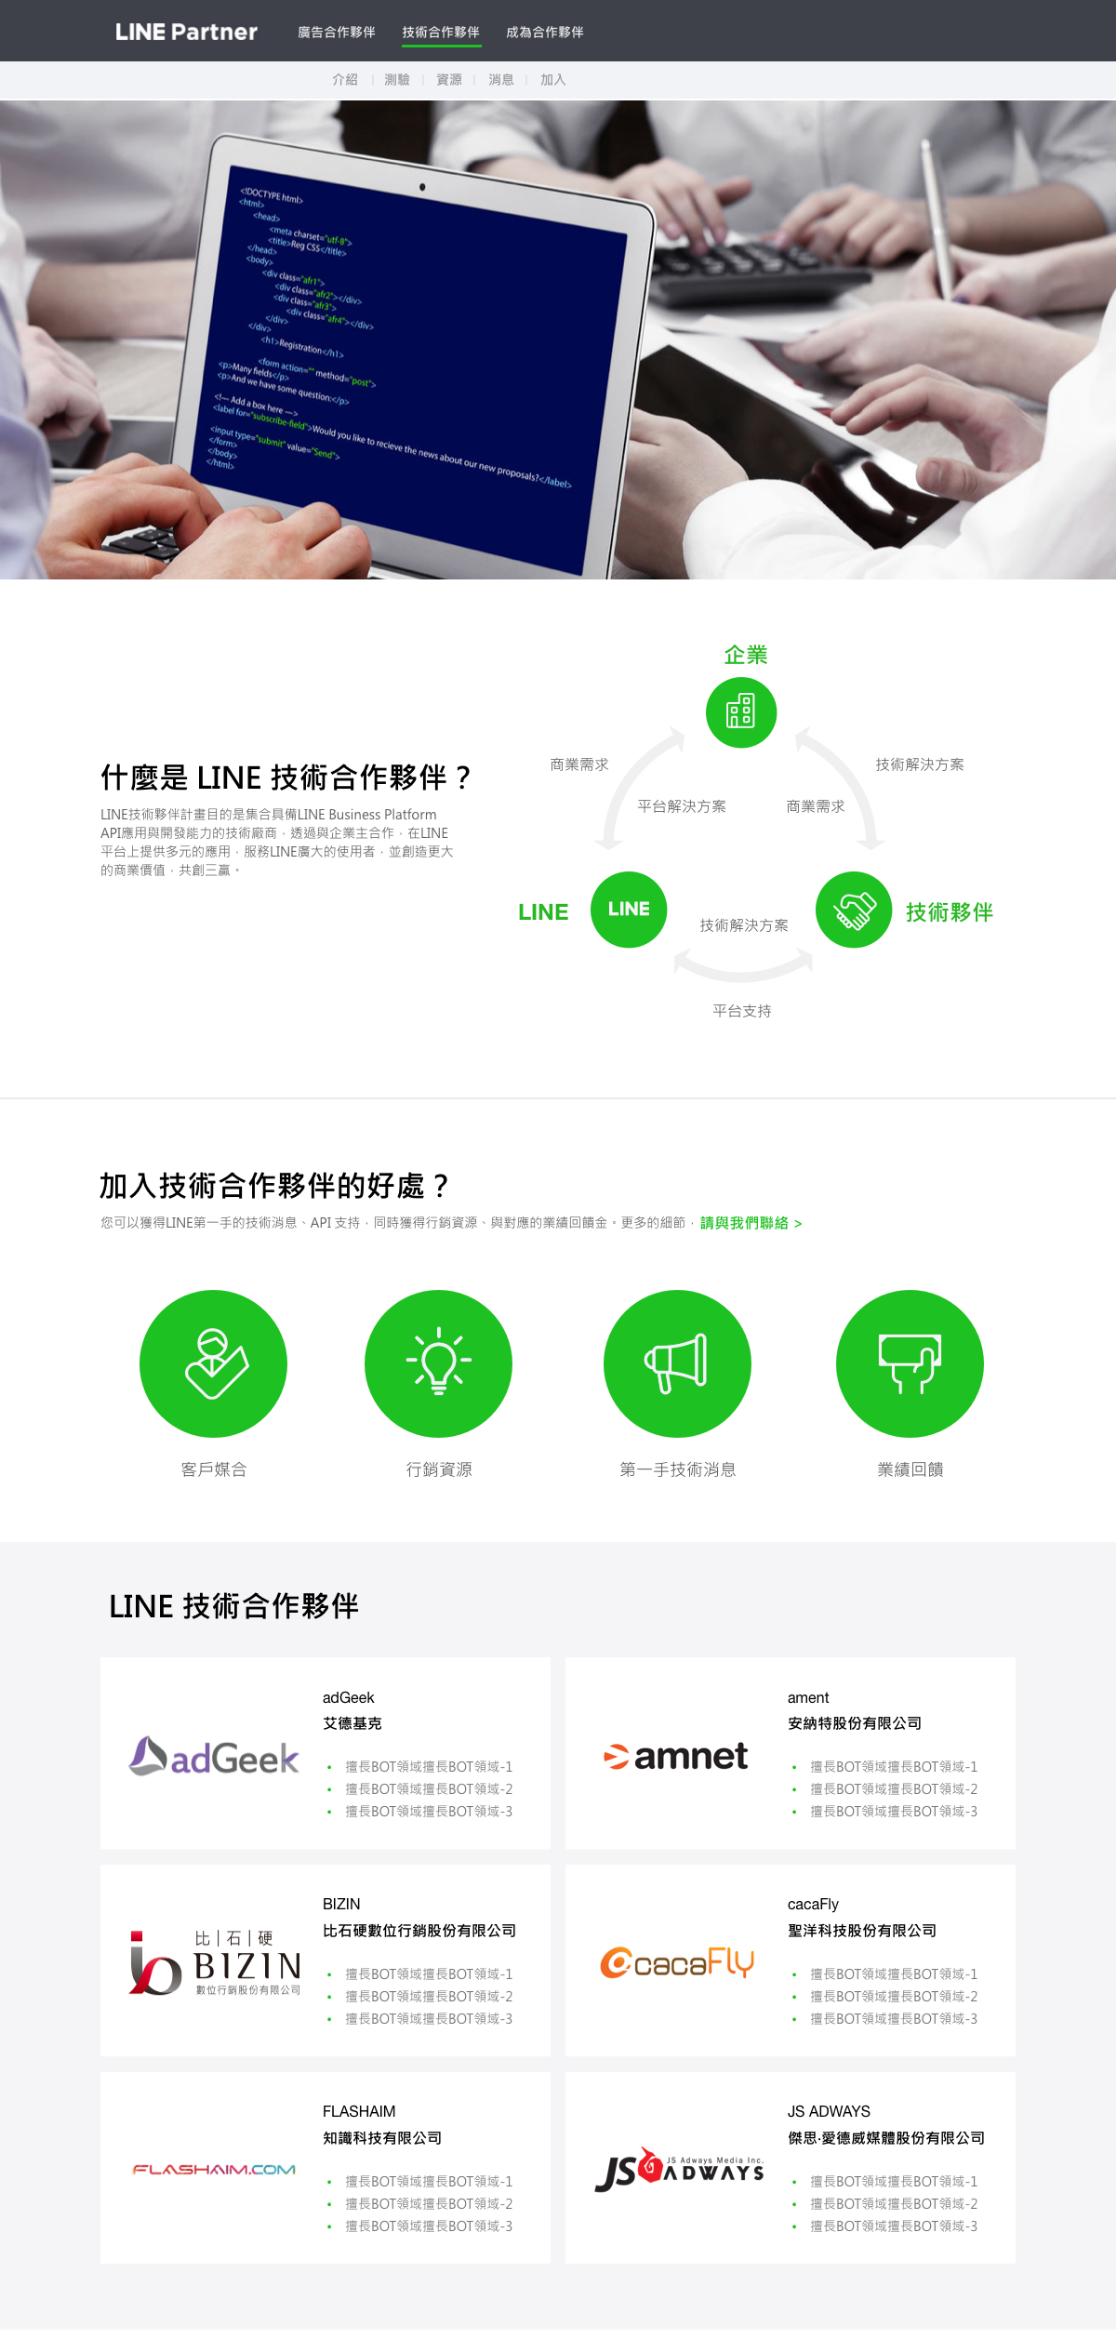 LINE Partner 廣告合作夥伴 技術合作夥伴 成為合作夥伴
介紹 | 測驗 | 資源 | 消息 | 加入
<!DOCTYPE html>
<html>
<head>
<meta charset="utf-8">
<title>Reg CSS</title>
</head>
<body>
<div class="afr1">
<div class="afr2"></div>
<div class="afr3">
<div class="afr4"></div>
</div>
</div>
<h1>Registration</h1>
<form action="" method="post">
<p>Many fields</p>
<p>And we have some question:</p>
<!— Add a box here —>
<label for="subscribe-field">Would you like to recieve the news about our new proposals?</label>
<input type="submit" value="Send">
</form>
</body>
</html>
企業
商業需求
技術解決方案
平台解決方案
商業需求
什麼是 LINE 技術合作夥伴？
LINE技術夥伴計畫目的是集合具備LINE Business Platform
API應用與開發能力的技術廠商，透過與企業主合作，在LINE
平台上提供多元的應用，服務LINE廣大的使用者，並創造更大
的商業價值，共創三贏。
LINE
LINE
技術夥伴
技術解決方案
平台支持
加入技術合作夥伴的好處？
您可以獲得LINE第一手的技術消息、API 支持，同時獲得行銷資源、與對應的業績回饋金。更多的細節，請與我們聯絡 >
客戶媒合
行銷資源
第一手技術消息
業績回饋
LINE 技術合作夥伴
adGeek
adGeek
艾德基克
• 擅長BOT領域擅長BOT領域-1
• 擅長BOT領域擅長BOT領域-2
• 擅長BOT領域擅長BOT領域-3
amnet
ament
安納特股份有限公司
• 擅長BOT領域擅長BOT領域-1
• 擅長BOT領域擅長BOT領域-2
• 擅長BOT領域擅長BOT領域-3
比|石|硬
BIZIN
數位行銷股份有限公司
BIZIN
比石硬數位行銷股份有限公司
• 擅長BOT領域擅長BOT領域-1
• 擅長BOT領域擅長BOT領域-2
• 擅長BOT領域擅長BOT領域-3
cacaFly
cacaFly
聖洋科技股份有限公司
• 擅長BOT領域擅長BOT領域-1
• 擅長BOT領域擅長BOT領域-2
• 擅長BOT領域擅長BOT領域-3
FLASHAIM.COM
FLASHAIM
知識科技有限公司
• 擅長BOT領域擅長BOT領域-1
• 擅長BOT領域擅長BOT領域-2
• 擅長BOT領域擅長BOT領域-3
JS Adways Media Inc.
JS ADWAYS
JS ADWAYS
傑思·愛德威媒體股份有限公司
• 擅長BOT領域擅長BOT領域-1
• 擅長BOT領域擅長BOT領域-2
• 擅長BOT領域擅長BOT領域-3